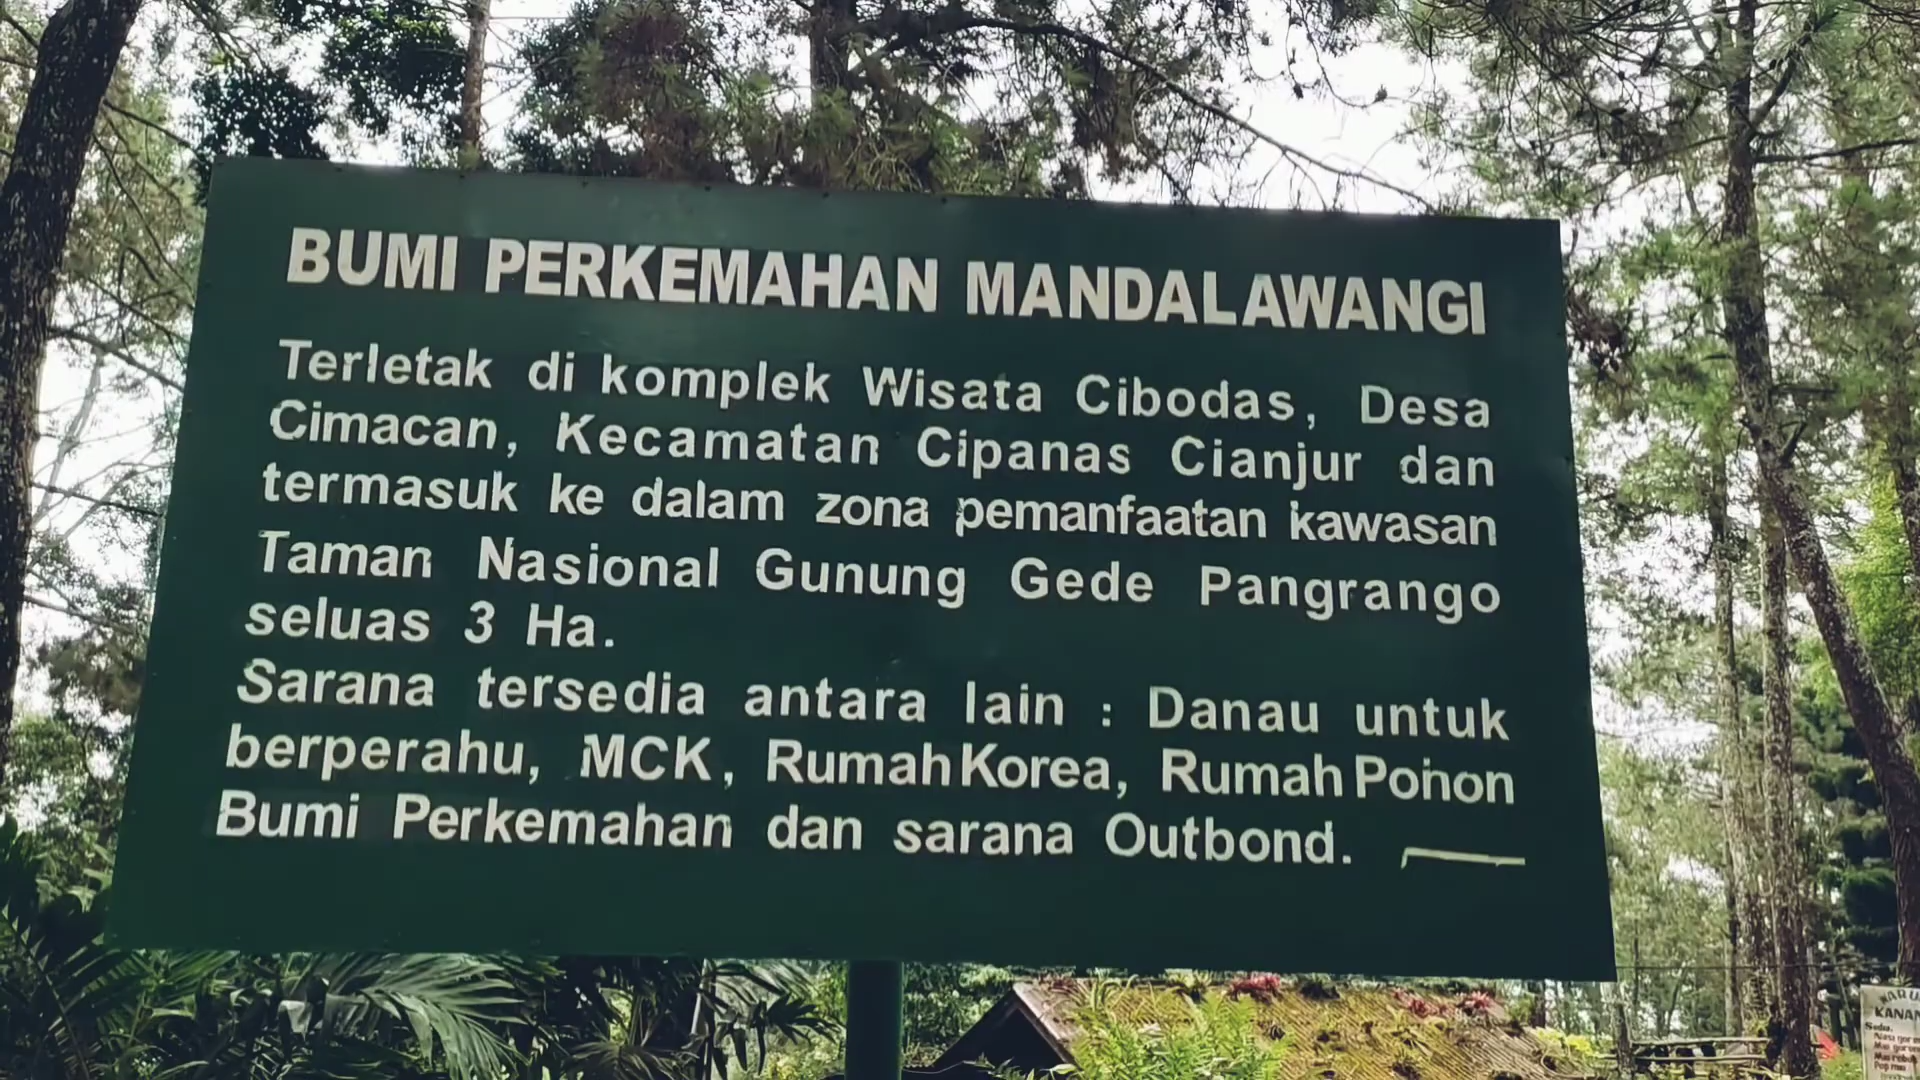 BUMI PERKEMAHAN MANDALAWANGI
Terletak di komplek Wisata Cibodas, Desa
Cimacan, Kecamatan Cipanas Cianjur dan
termasuk ke dalam zona pemanfaatan kawasan
Taman Nasional Gunung Gede Pangrango
seluas 3 Ha.
Sarana tersedia antara lain : Danau untuk
berperahu, MCK, Rumah Korea, Rumah Pohon
Bumi Perkemahan dan sarana Outbond.